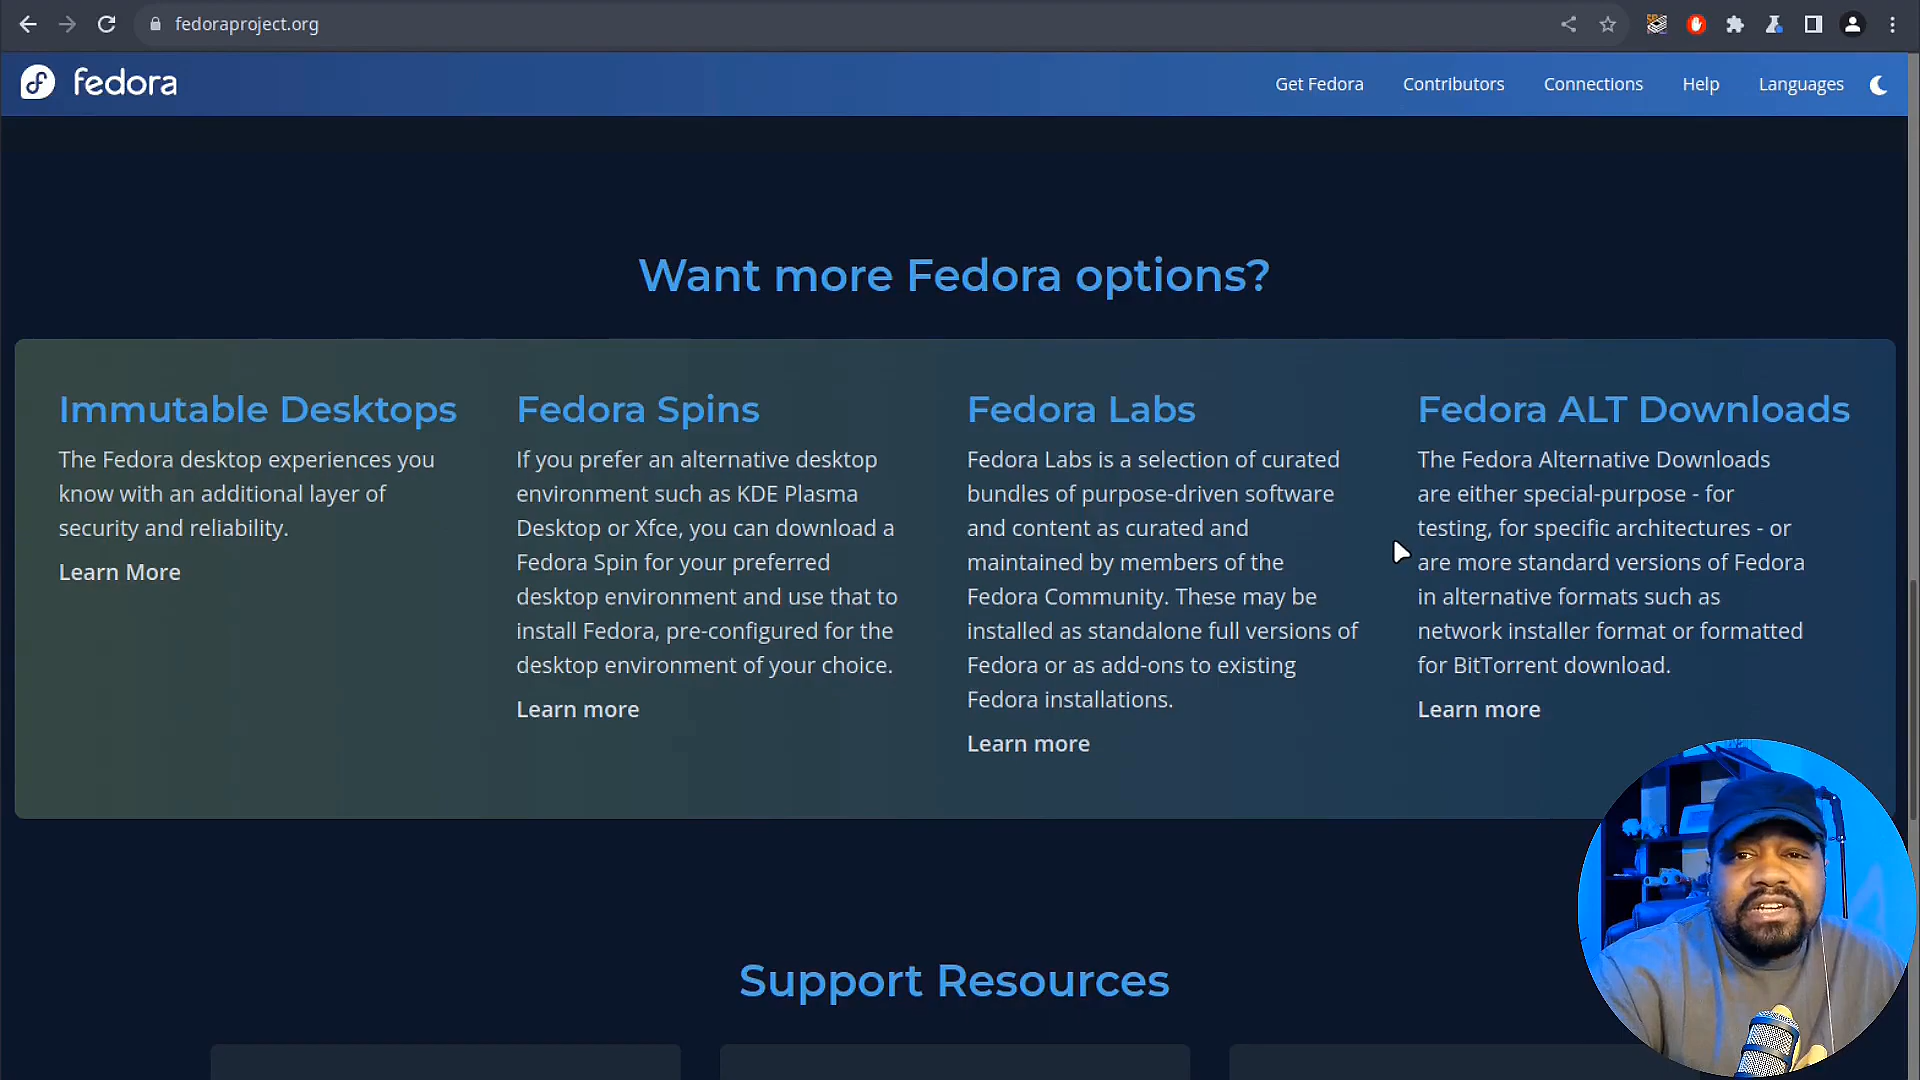 fedoraproject.org
fedora
Get Fedora
Contributors
Connections
Help
Languages
Want more Fedora options?
Immutable Desktops
The Fedora desktop experiences you
know with an additional layer of
security and reliability.
Learn More
Fedora Spins
If you prefer an alternative desktop
environment such as KDE Plasma
Desktop or Xfce, you can download a
Fedora Spin for your preferred
desktop environment and use that to
install Fedora, pre-configured for the
desktop environment of your choice.
Learn more
Fedora Labs
Fedora Labs is a selection of curated
bundles of purpose-driven software
and content as curated and
maintained by members of the
Fedora Community. These may be
installed as standalone full versions of
Fedora or as add-ons to existing
Fedora installations.
Learn more
Fedora ALT Downloads
The Fedora Alternative Downloads
are either special-purpose - for
testing, for specific architectures - or
are more standard versions of Fedora
in alternative formats such as
network installer format or formatted
for BitTorrent download.
Learn more
Support Resources